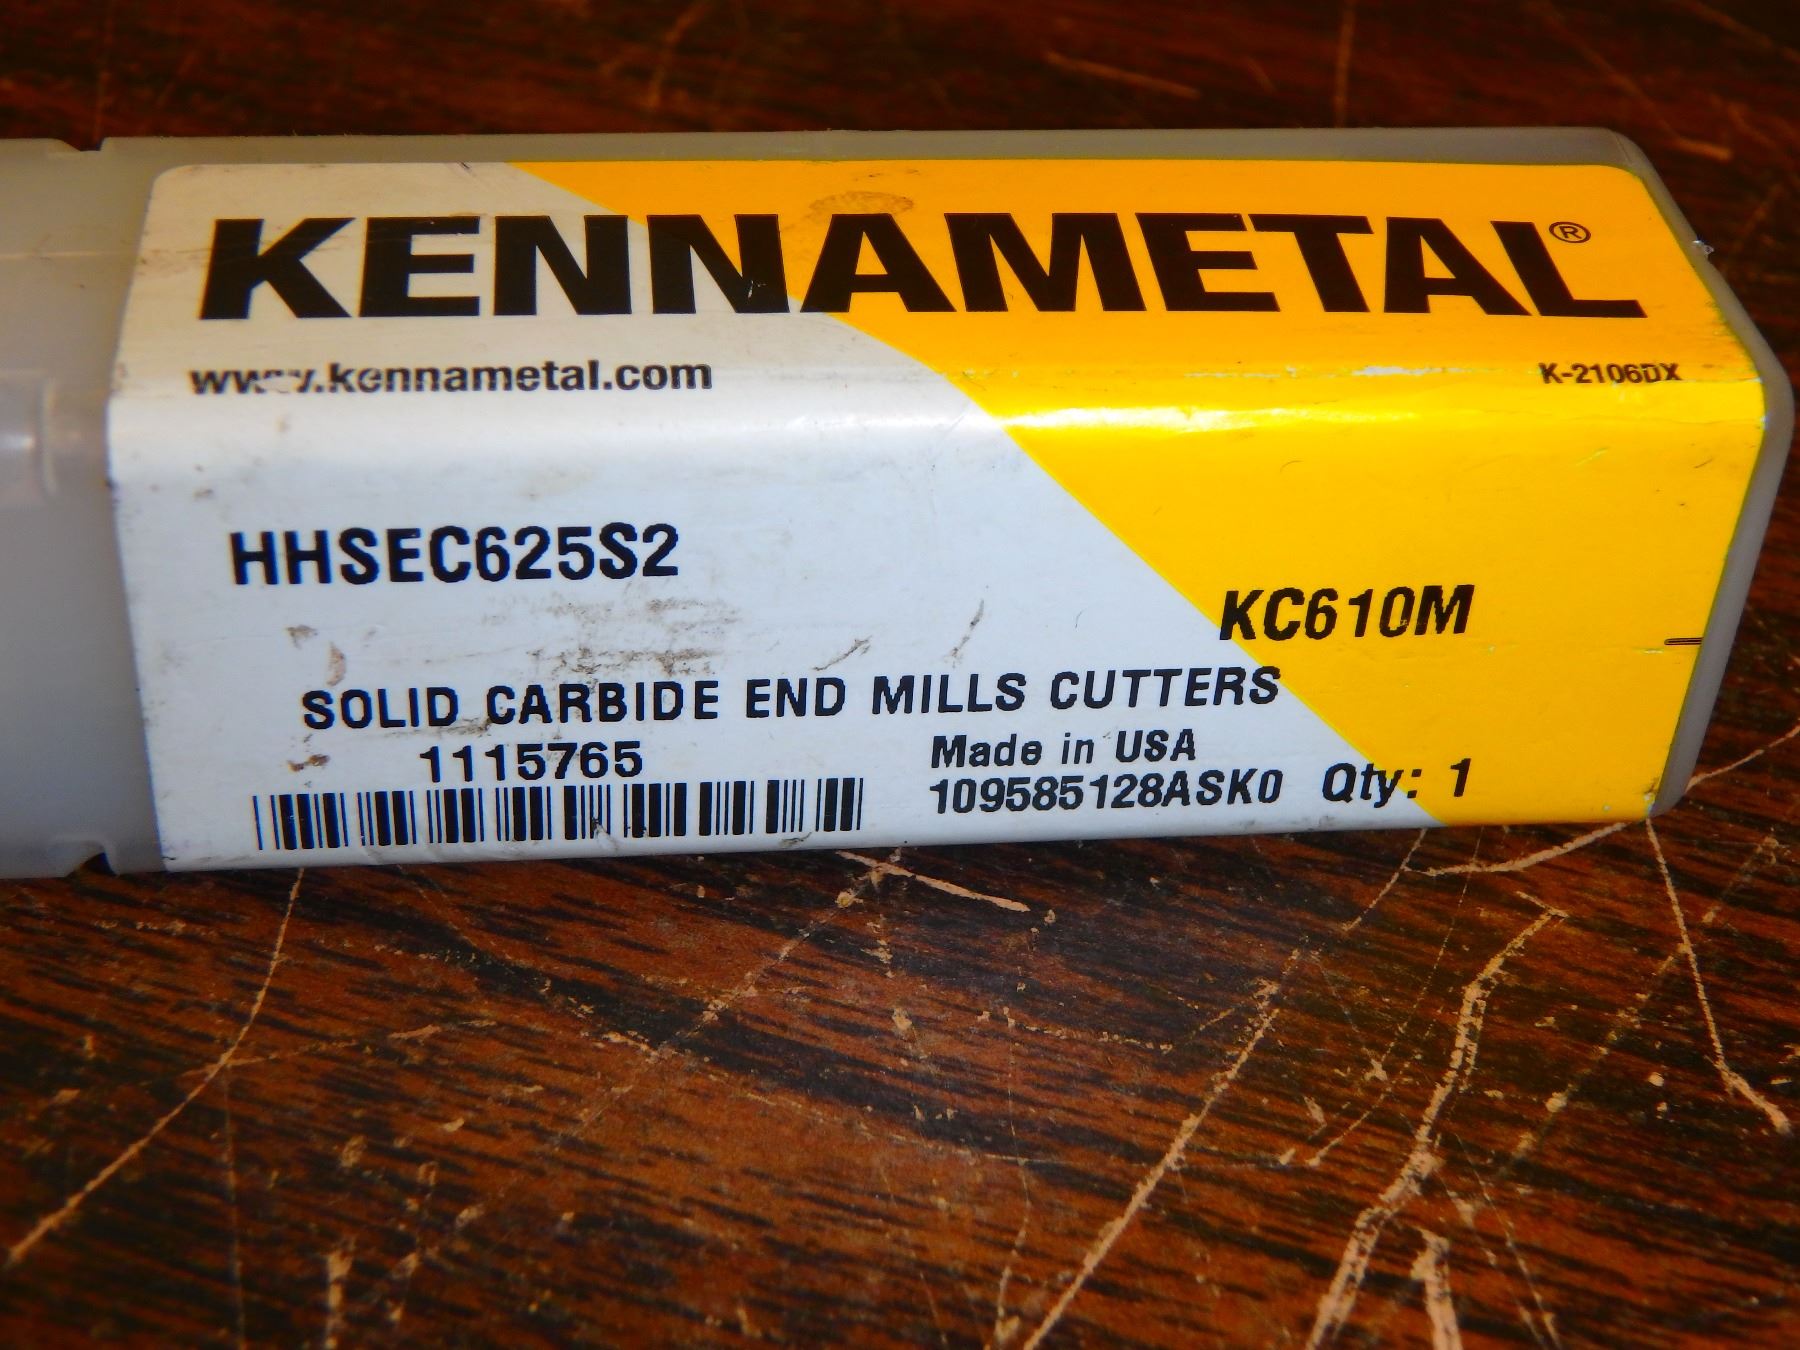 KENNAMETAL®
www.kennametal.com K-2106DX
HHSEC625S2
KC610M
SOLID CARBIDE END MILLS CUTTERS
1115765 Made in USA
109585128ASK0 Qty: 1